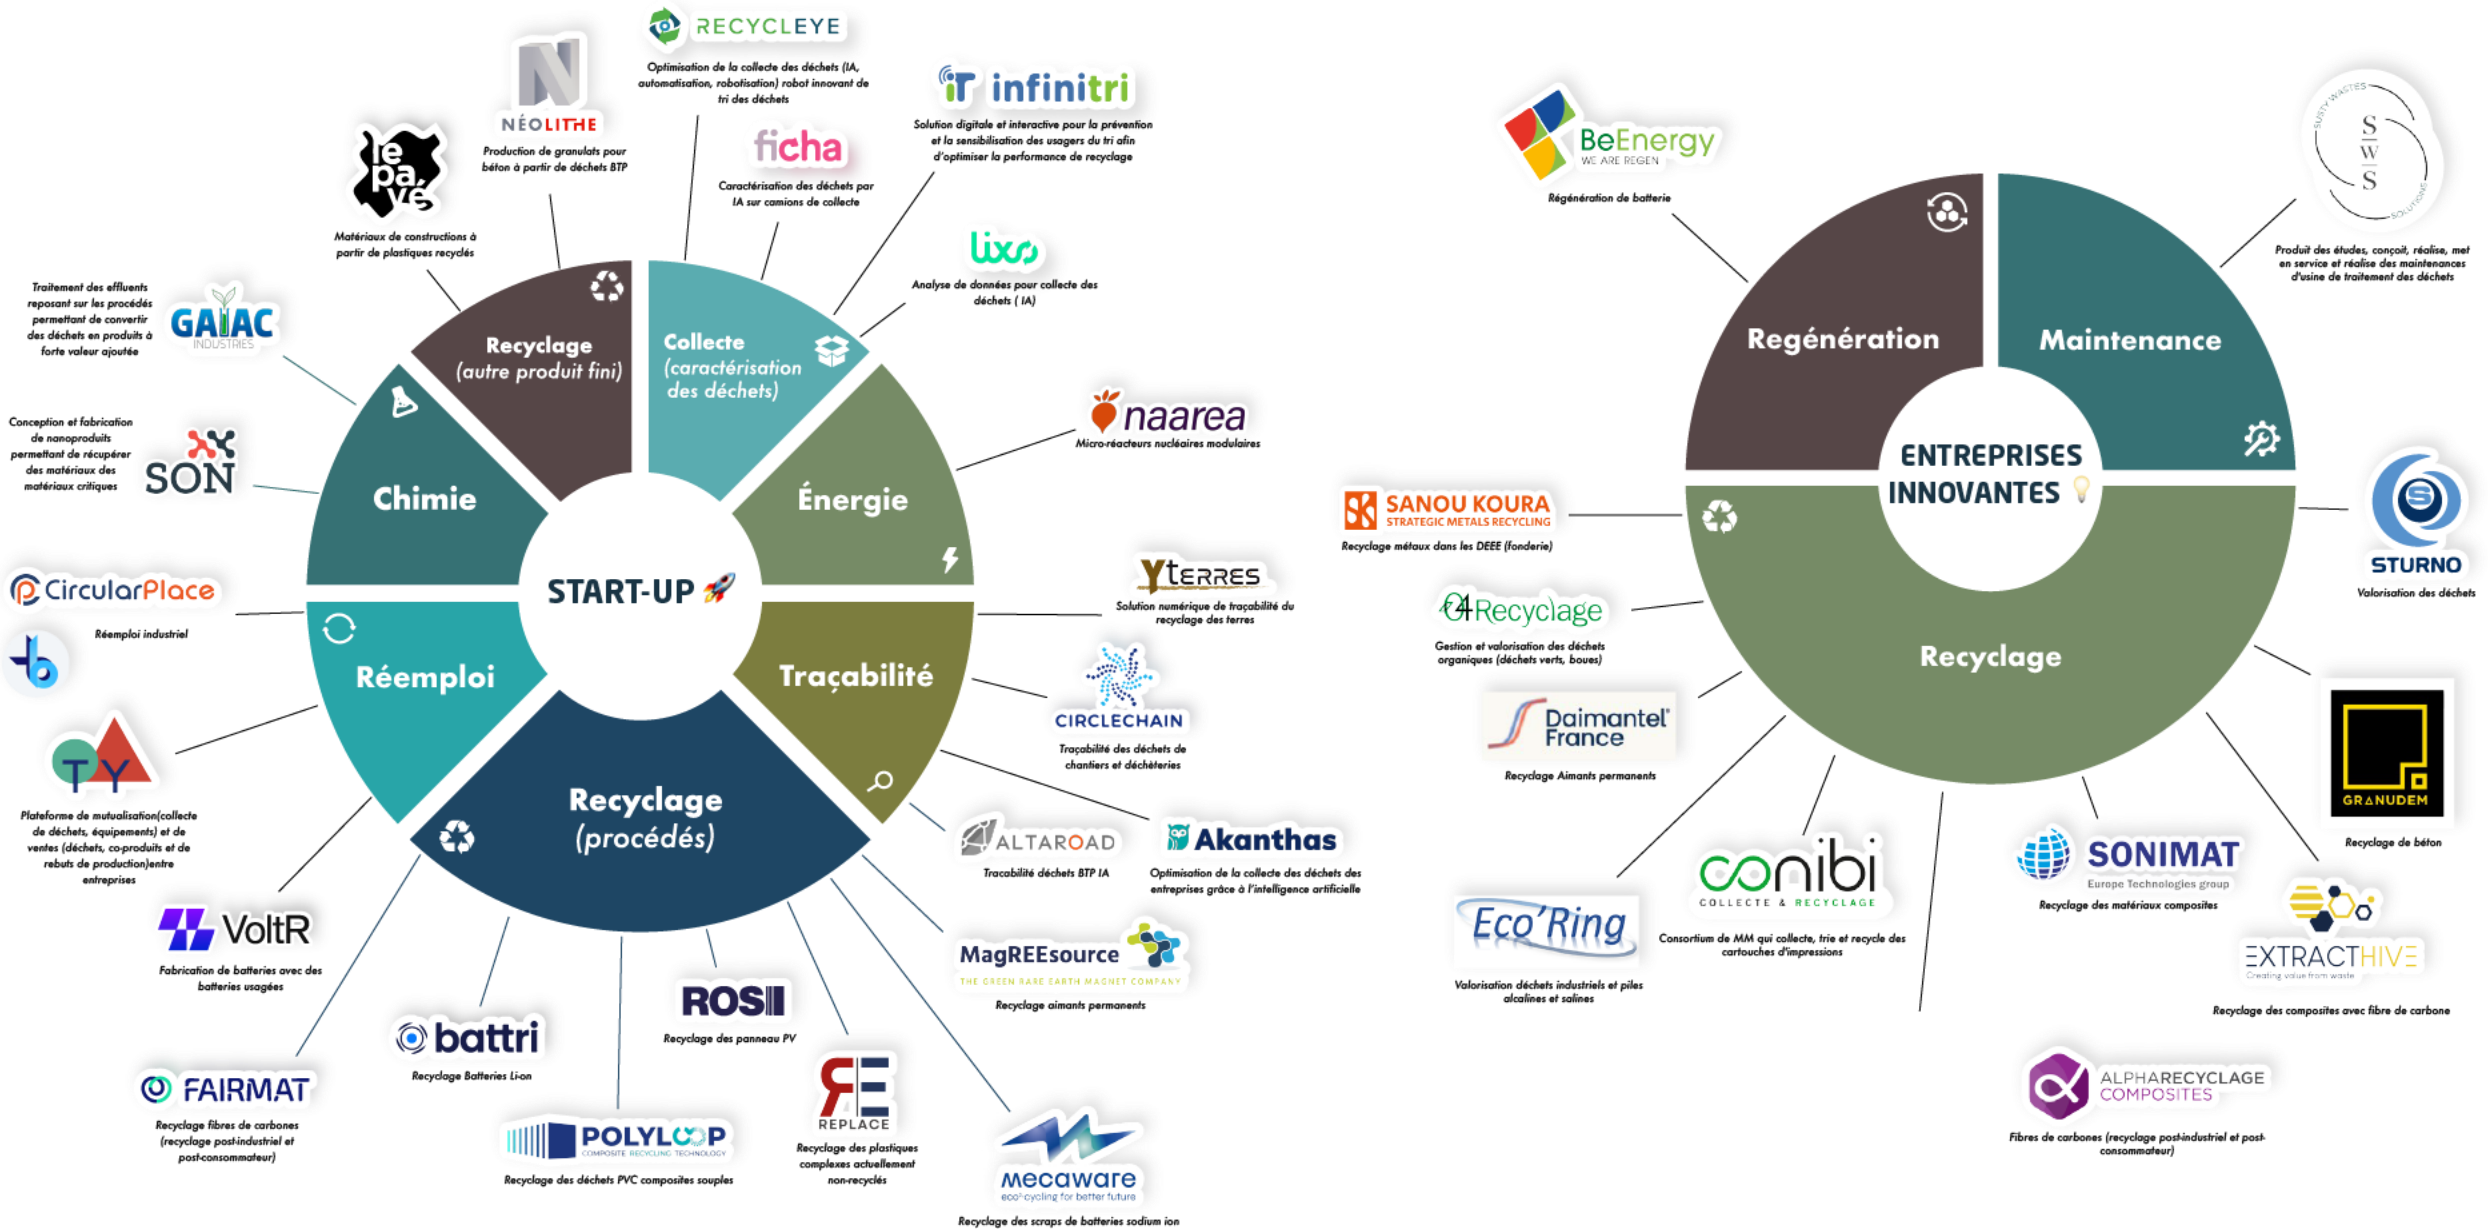 RECYCLEYE
Optimisation de la collecte des déchets (IA,
automatisation, robotisation) robot innovant de
tri des déchets
NÉOLITHE
Production de granulats pour
béton à partir de déchets BTP
le
pa
vé
Matériaux de constructions à
partir de plastiques recyclés
ficha
Caractérisation des déchets par
IA sur camions de collecte
iT infinitri
Solution digitale et interactive pour la prévention
et la sensibilisation des usagers du tri afin
d'optimiser la performance de recyclage
lixo
Analyse de données pour collecte des
déchets ( IA)
Traitement des effluents
reposant sur les procédés
permettant de convertir
des déchets en produits à
forte valeur ajoutée
GAIAC
INDUSTRIES
Conception et fabrication
de nanoproduits
permettant de récupérer
des matériaux des
matériaux critiques
SON
Recyclage
(autre produit fini)
Collecte
(caractérisation
des déchets)
Chimie
Énergie
START-UP
Réemploi
Traçabilité
Recyclage
(procédés)
naarea
Micro-réacteurs nucléaires modulaires
Yterres
Solution numérique de traçabilité du
recyclage des terres
CIRCLECHAIN
Traçabilité des déchets de
chantiers et déchèteries
ALTAROAD
Tracabilité déchets BTP IA
Akanthas
Optimisation de la collecte des déchets des
entreprises grâce à l'intelligence artificielle
CircularPlace
Réemploi industriel
b
TY
Plateforme de mutualisation(collecte
de déchets, équipements) et de
ventes (déchets, co-produits et de
rebuts de production)entre
entreprises
VoltR
Fabrication de batteries avec des
batteries usagées
FAIRMAT
Recyclage fibres de carbones
(recyclage post-industriel et
post-consommateur)
battri
Recyclage Batteries Li-on
POLYLOOP
COMPOSITE RECYCLING TECHNOLOGY
Recyclage des déchets PVC composites souples
ROSI
Recyclage des panneau PV
RE
REPLACE
Recyclage des plastiques
complexes actuellement
non-recyclés
MagREEsource
THE GREEN RARE EARTH MAGNET COMPANY
Recyclage aimants permanents
mecaware
eco²-cycling for better future
Recyclage des scraps de batteries sodium ion
BeEnergy
WE ARE REGEN
Régénération de batterie
SUSTY WASTES
S
W
S
SOLUTIONS
Produit des études, conçoit, réalise, met
en service et réalise des maintenances
d'usine de traitement des déchets
Regénération
Maintenance
ENTREPRISES
INNOVANTES
Recyclage
SK SANOU KOURA
STRATEGIC METALS RECYCLING
Recyclage métaux dans les DEEE (fonderie)
S
STURNO
Valorisation des déchets
Recyclage
Gestion et valorisation des déchets
organiques (déchets verts, boues)
Daimantel
France
Recyclage Aimants permanents
Eco'Ring
Valorisation déchets industriels et piles
alcalines et salines
conibi
COLLECTE & RECYCLAGE
Consortium de MM qui collecte, trie et recycle des
cartouches d'impressions
SONIMAT
Europe Technologies group
Recyclage des matériaux composites
GRANUDEM
Recyclage de béton
EXTRACTHIVE
Creating value from waste
Recyclage des composites avec fibre de carbone
ALPHARECYCLAGE
COMPOSITES
Fibres de carbones (recyclage post-industriel et post-
consommateur)